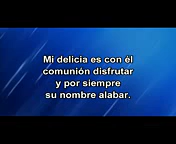 Mi delicia es con él
comunión disfrutar
y por siempre
su nombre alabar.